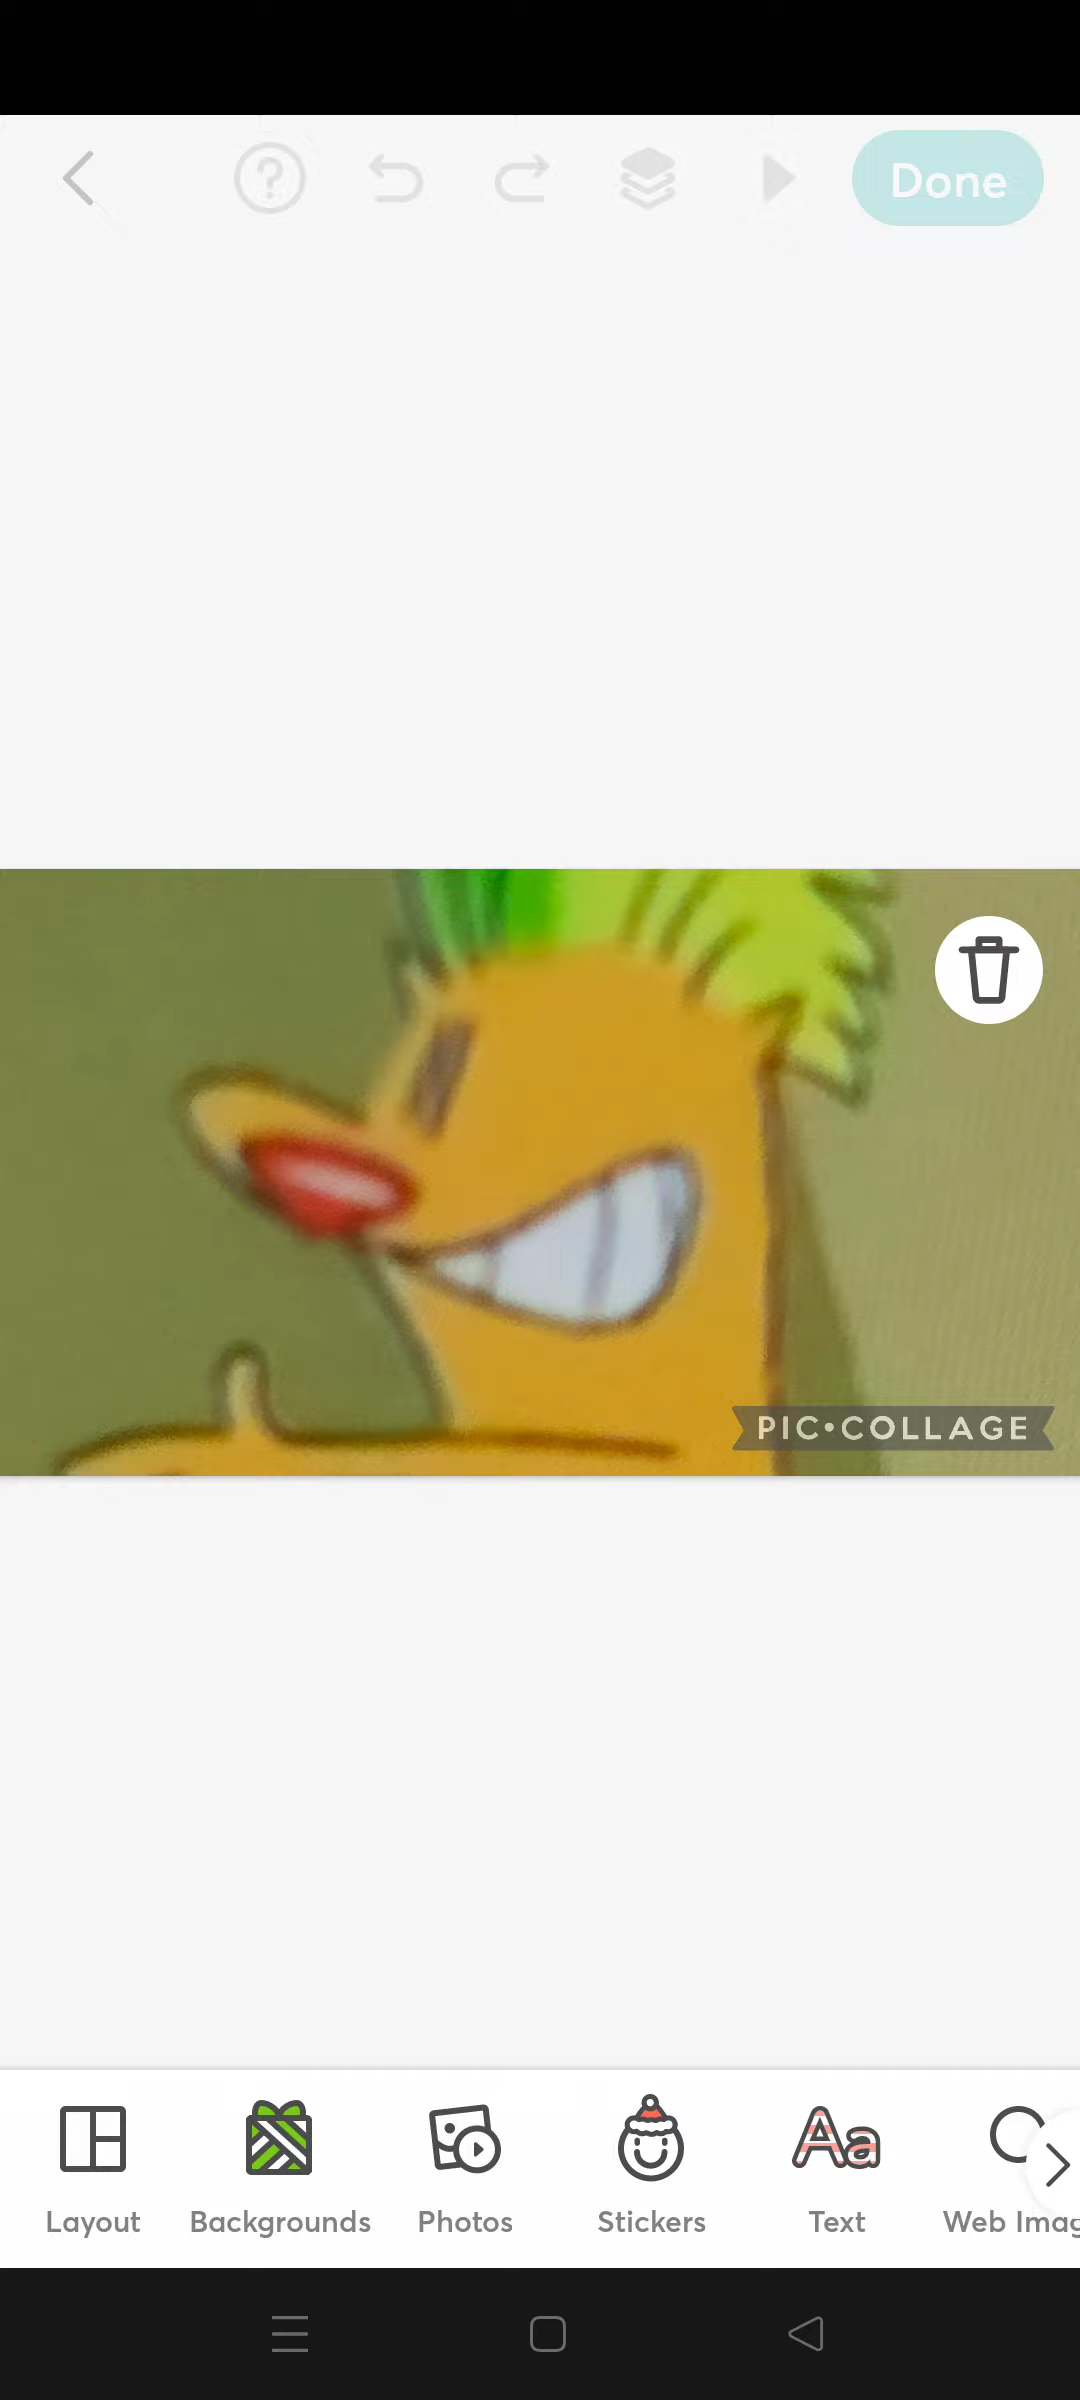 Done
PIC•COLLAGE
Layout
Backgrounds
Photos
Stickers
Text
Web Imag